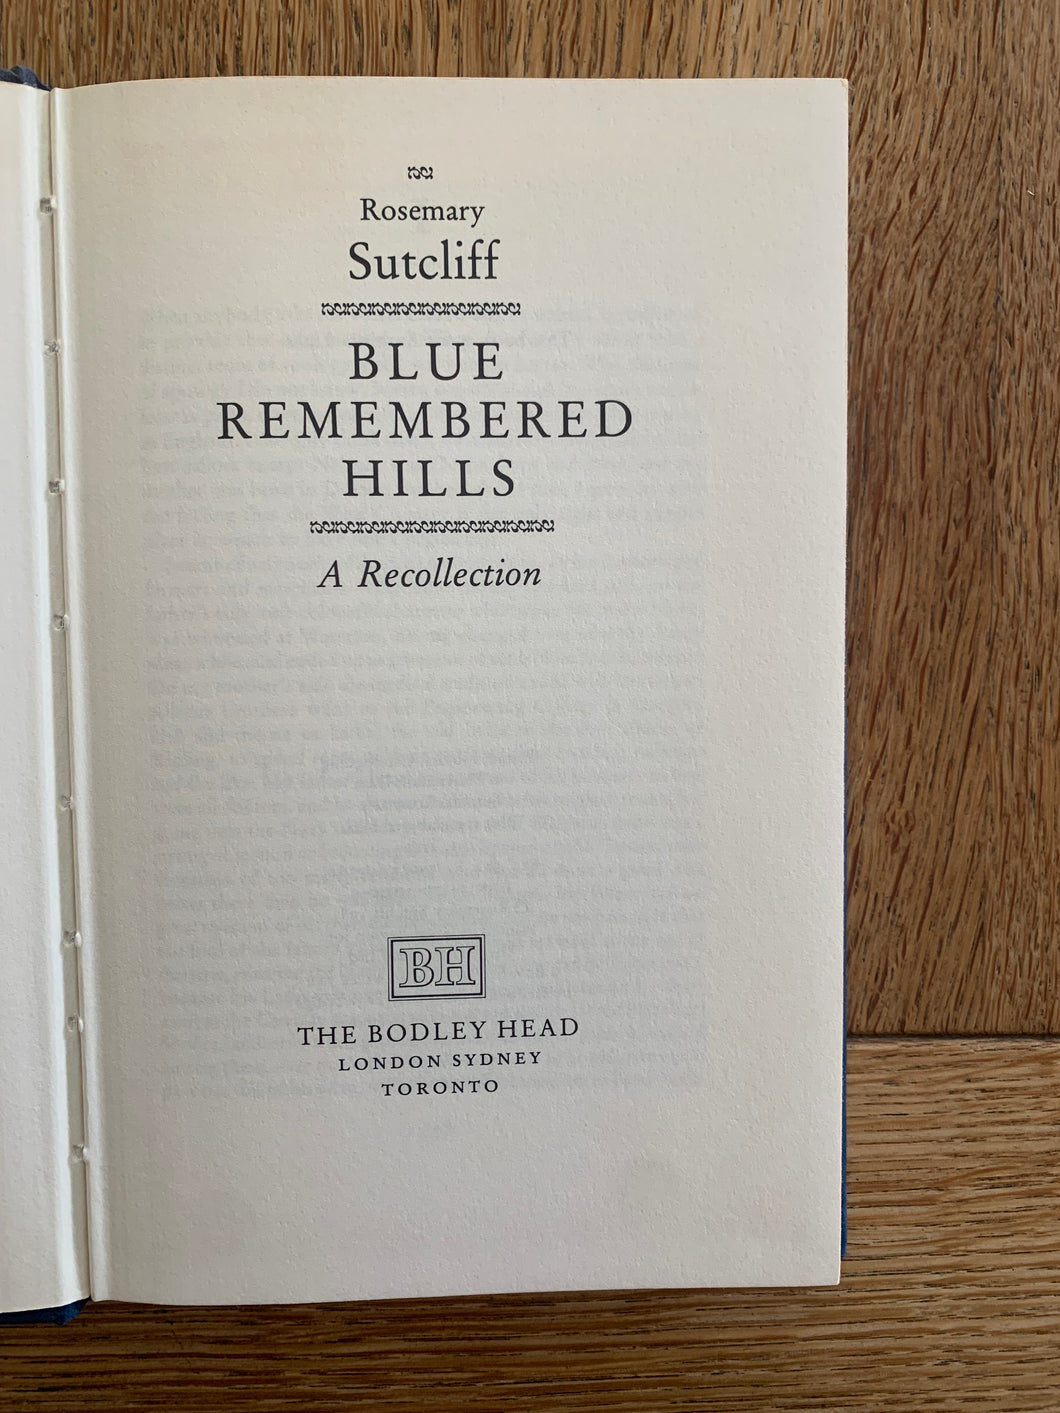 Rosemary
Sutcliff
BLUE
REMEMBERED
HILLS
A Recollection
BH
THE BODLEY HEAD
LONDON SYDNEY
TORONTO